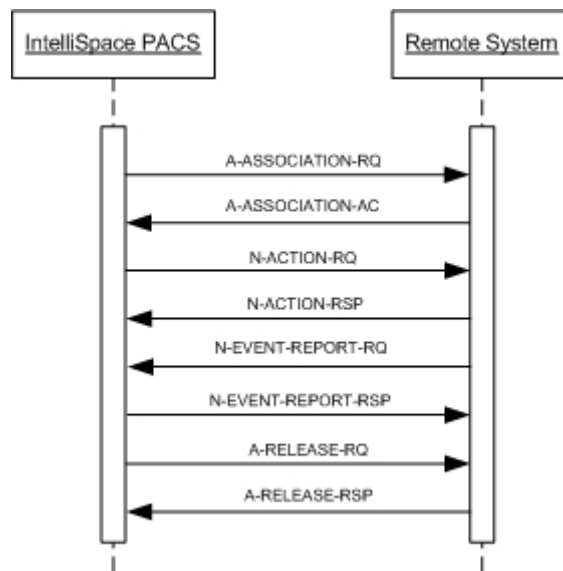 IntelliSpace PACS
Remote System
A-ASSOCIATION-RQ
A-ASSOCIATION-AC
N-ACTION-RQ
N-ACTION-RSP
N-EVENT-REPORT-RQ
N-EVENT-REPORT-RSP
A-RELEASE-RQ
A-RELEASE-RSP